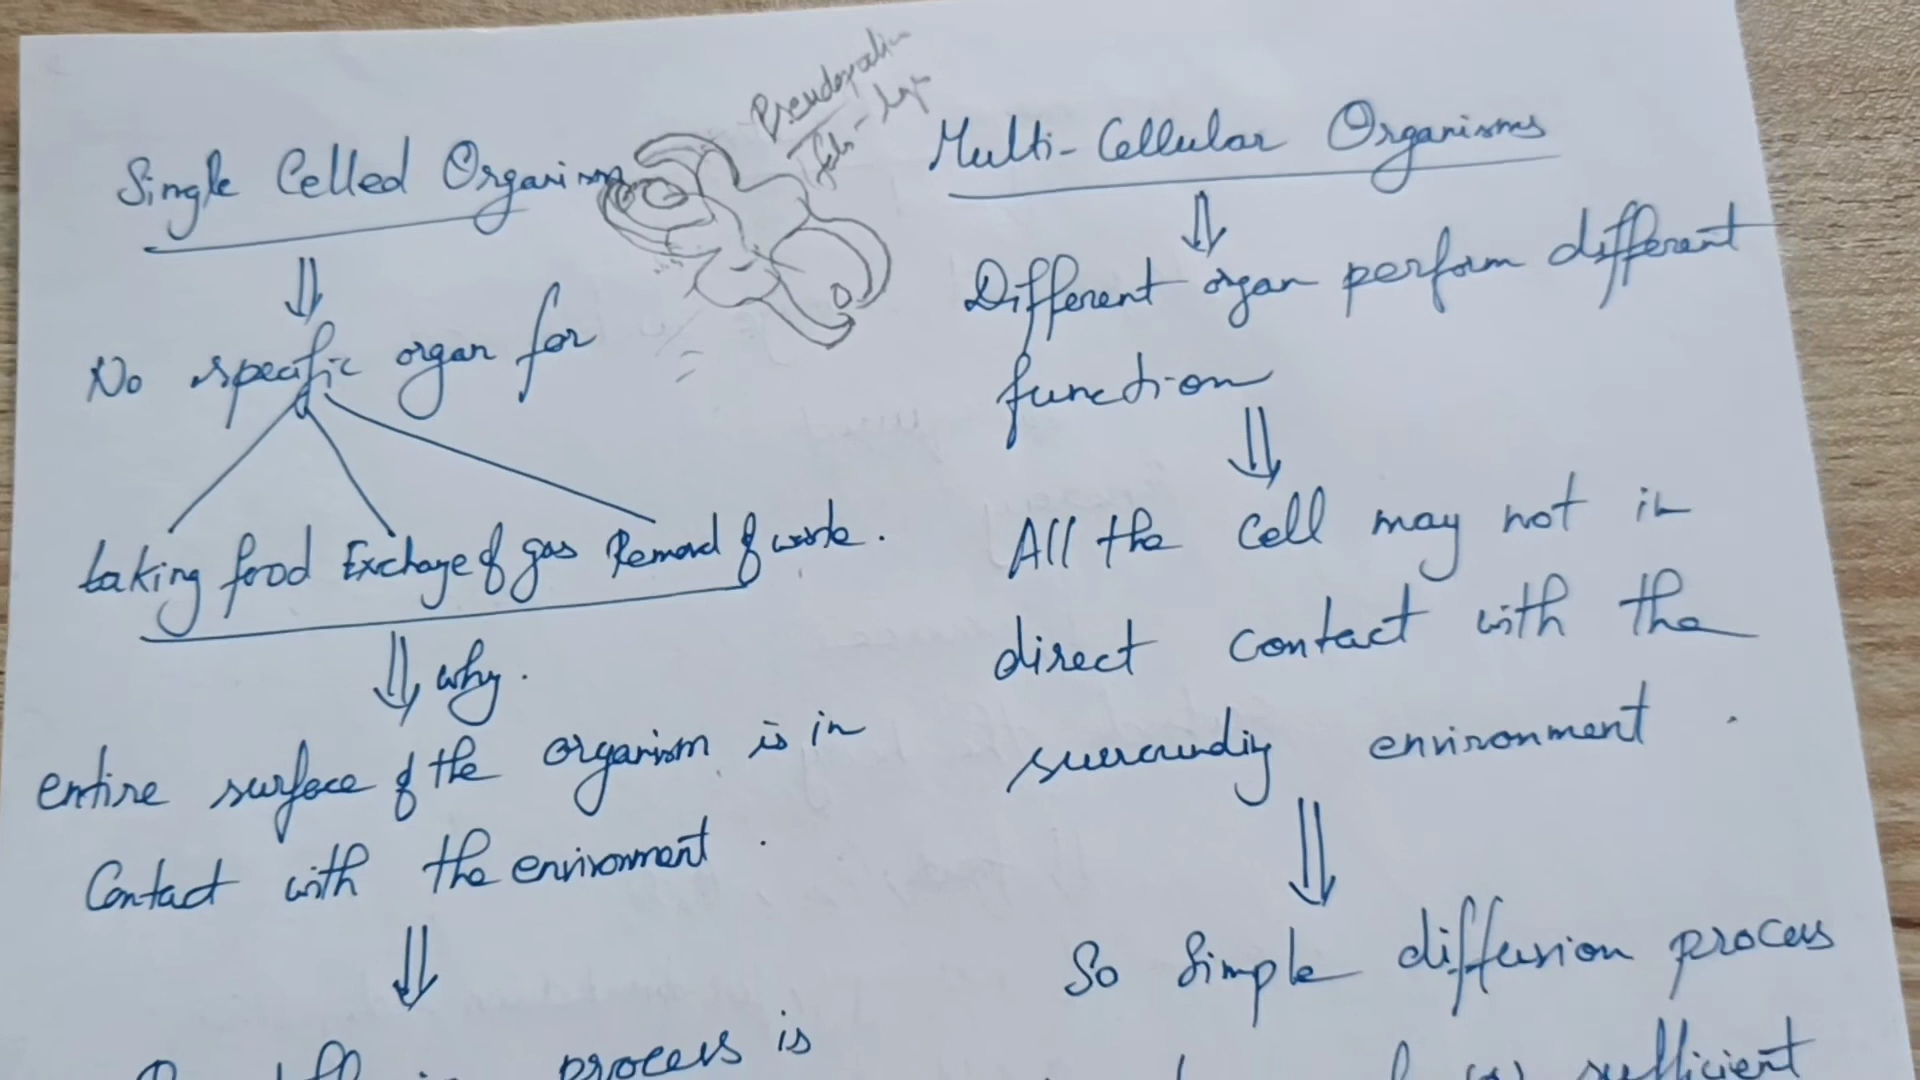 Single Celled Organism
No specific organ for
taking food Exchange of gas Removal of waste.
why.
entire surface of the organism is in
Contact with the environment.
process is
Pseudopodia
Multi-Cellular Organisms
Different organ perform different
function
All the cell may not in
direct contact with the
surrounding environment.
So Simple diffusion process
sufficient